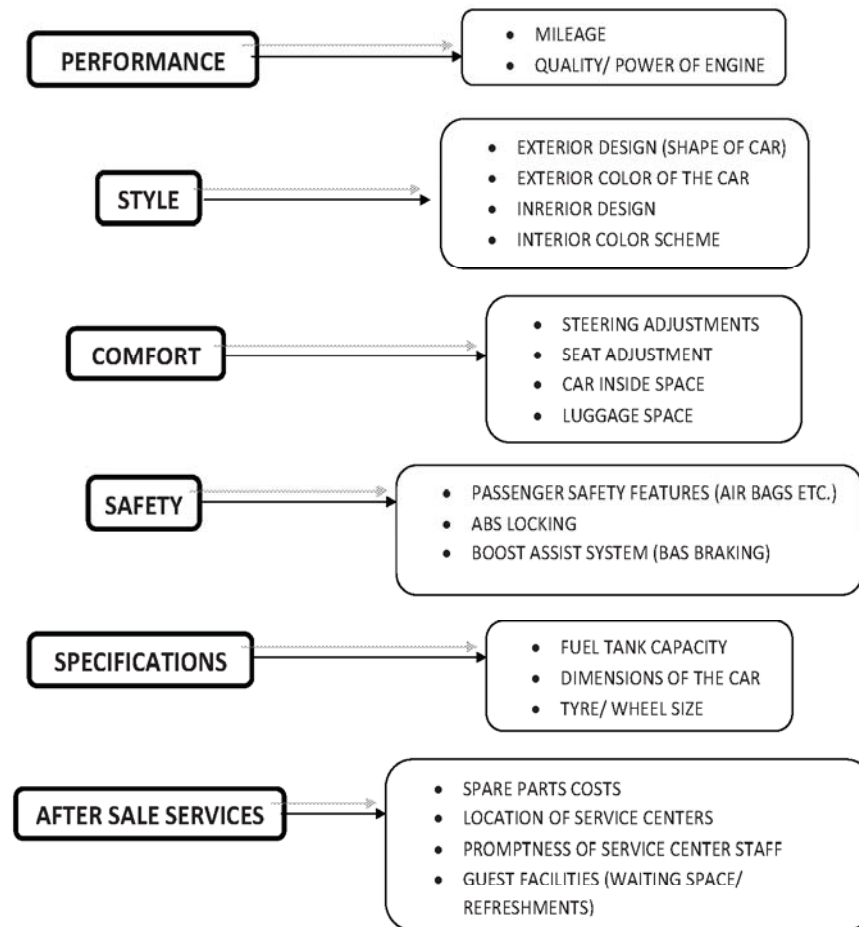 PERFORMANCE
• MILEAGE
• QUALITY/ POWER OF ENGINE
STYLE
• EXTERIOR DESIGN (SHAPE OF CAR)
• EXTERIOR COLOR OF THE CAR
• INRERIOR DESIGN
• INTERIOR COLOR SCHEME
COMFORT
• STEERING ADJUSTMENTS
• SEAT ADJUSTMENT
• CAR INSIDE SPACE
• LUGGAGE SPACE
SAFETY
• PASSENGER SAFETY FEATURES (AIR BAGS ETC.)
• ABS LOCKING
• BOOST ASSIST SYSTEM (BAS BRAKING)
SPECIFICATIONS
• FUEL TANK CAPACITY
• DIMENSIONS OF THE CAR
• TYRE/ WHEEL SIZE
AFTER SALE SERVICES
• SPARE PARTS COSTS
• LOCATION OF SERVICE CENTERS
• PROMPTNESS OF SERVICE CENTER STAFF
• GUEST FACILITIES (WAITING SPACE/
REFRESHMENTS)